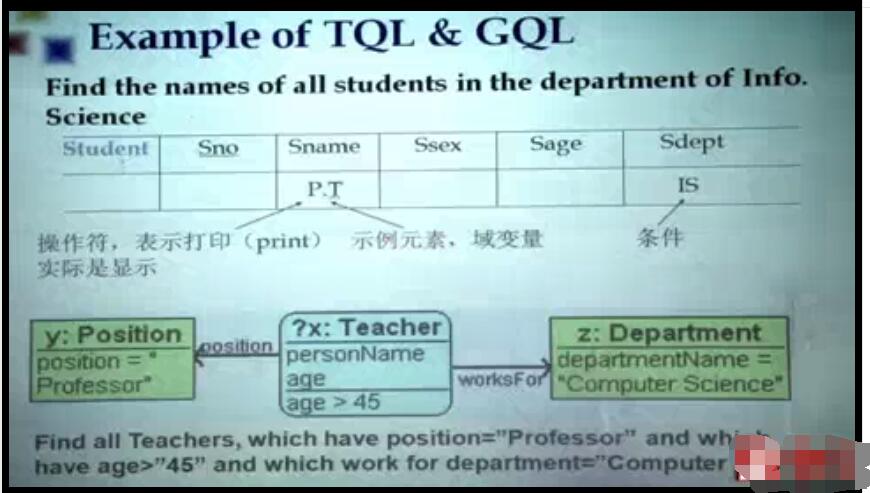 Example of TQL & GQL
Find the names of all students in the department of Info.
Science
Student Sno Sname Ssex Sage Sdept
P.T IS
操作符，表示打印（print） 示例元素、域变量 条件
实际是显示
y: Position ?x: Teacher z: Department
position = "
Professor"
position
personName
age
age > 45
worksFor
departmentName =
"Computer Science"
Find all Teachers, which have position="Professor" and
have age>"45" and which work for department="Computer